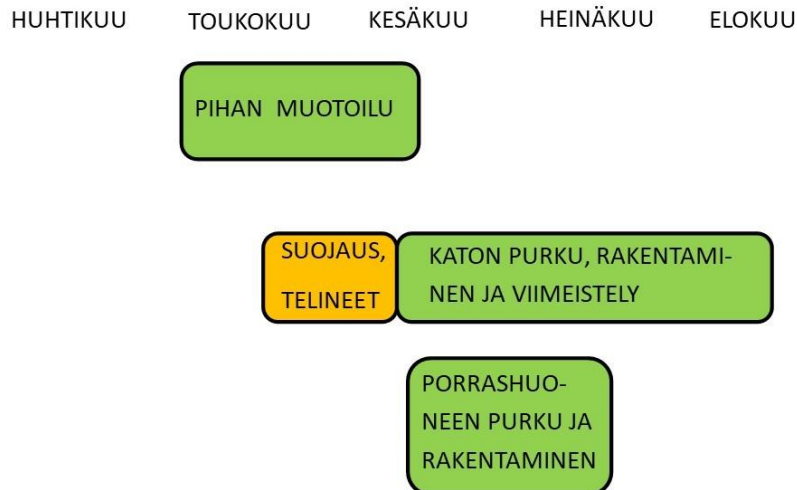 HUHTIKUU TOUKOKUU KESÄKUU HEINÄKUU ELOKUU
PIHAN MUOTOILU
SUOJAUS,
TELINEET
KATON PURKU, RAKENTAMI-
NEN JA VIIMEISTELY
PORRASHUO-
NEEN PURKU JA
RAKENTAMINEN